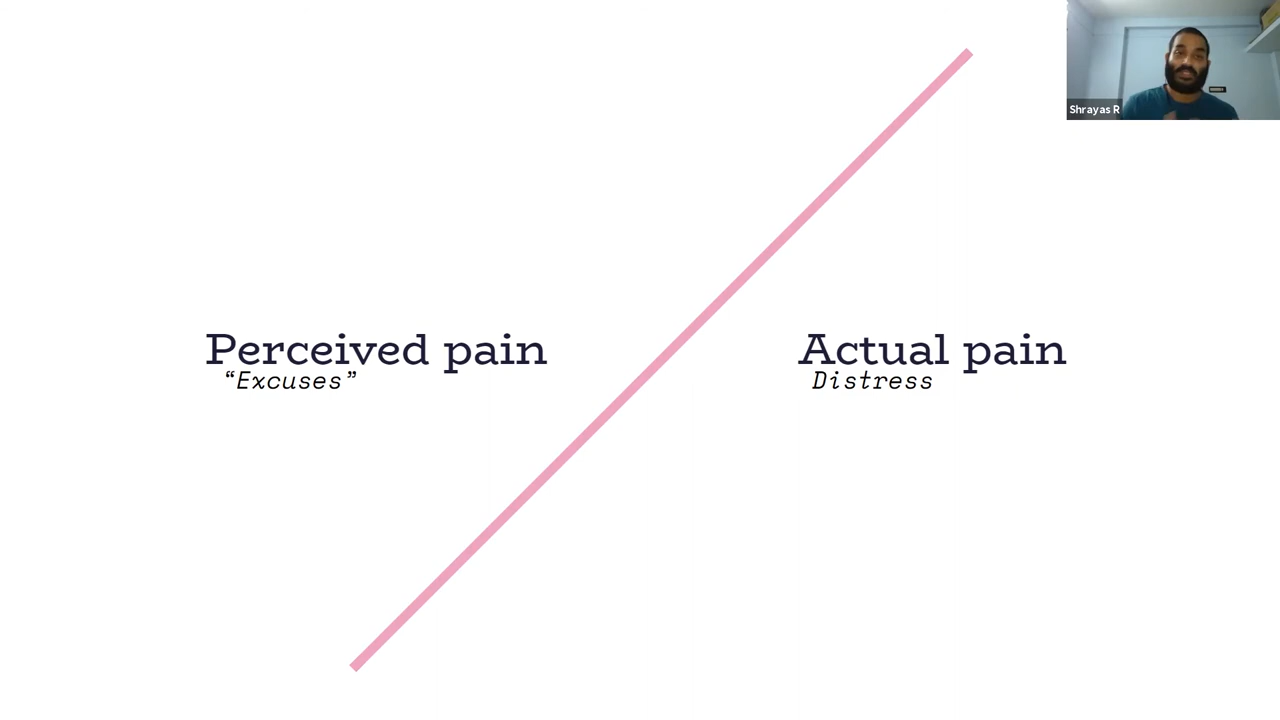 Shrayas R
Perceived pain
“Excuses”
Actual pain
Distress